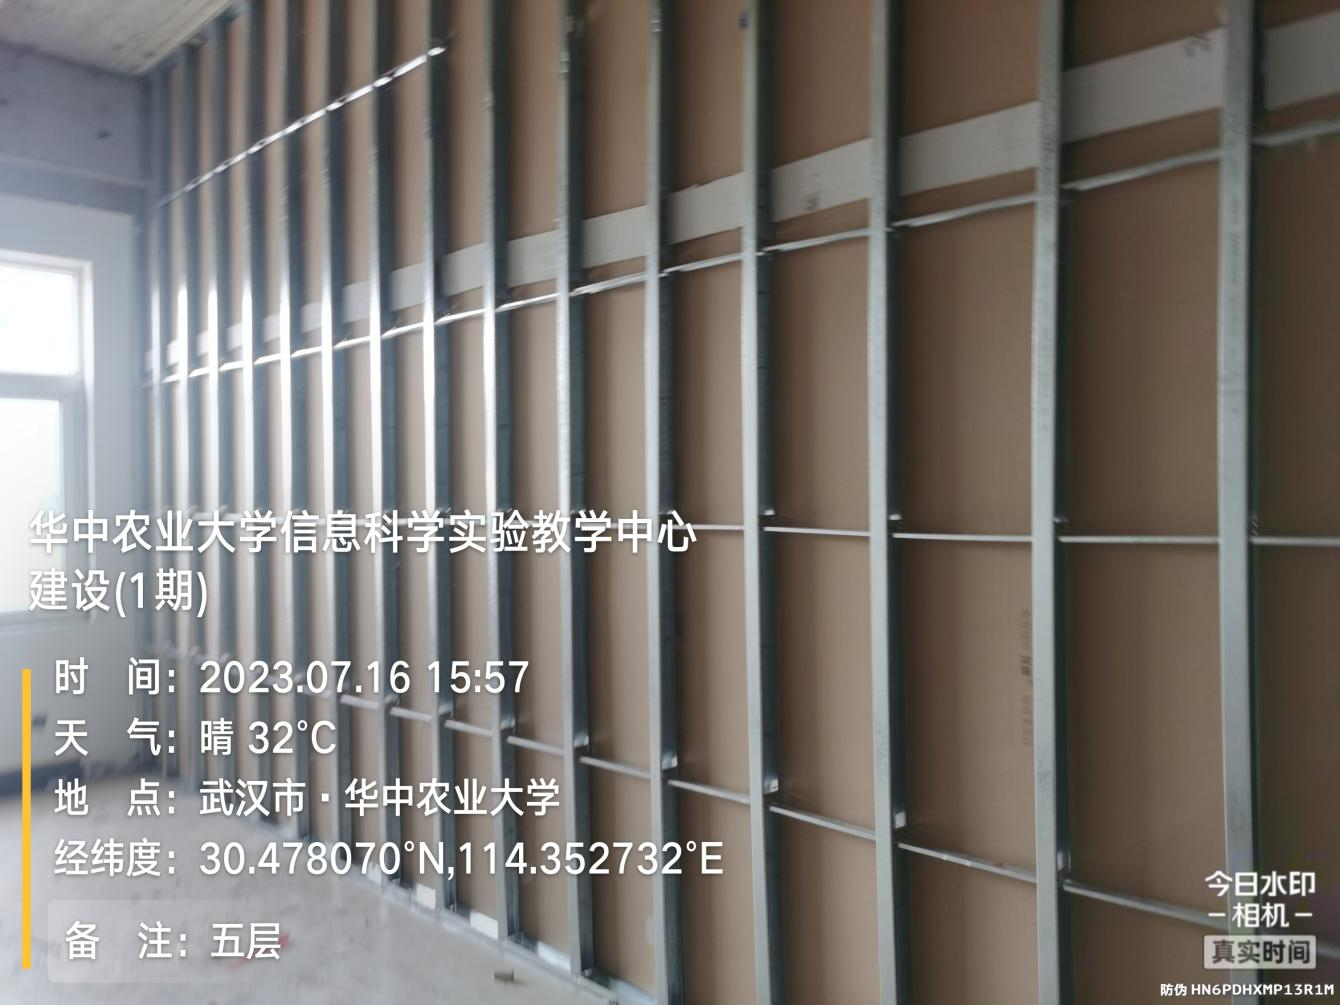 华中农业大学信息科学实验教学中心
建设(1期)
时 间：2023.07.16 15:57
天 气：晴 32°C
地 点：武汉市·华中农业大学
经纬度：30.478070°N,114.352732°E
备 注：五层
今日水印
-相机-
真实时间
防伪 HN6PDHXMP13R1M